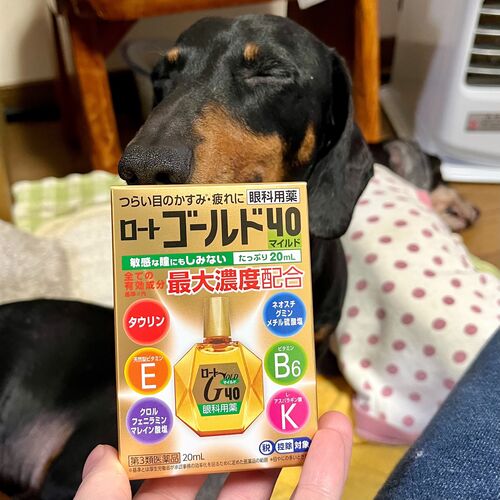 つらい目のかすみ・疲れに 眼科用薬
ロート ゴールド40
マイルド
敏感な瞳にもしみない たっぷり20mL
全ての
有効成分
基準※内
最大濃度配合
タウリン
ネオスチ
グミン
メチル硫酸塩
天然型ビタミン
E
ビタミン
B6
クロル
フェニラミン
マレイン酸塩
L
アスパラギン酸
K
ロート
GOLD
マイルド
40
眼科用薬
第3類医薬品 20mL
税 控除 対象